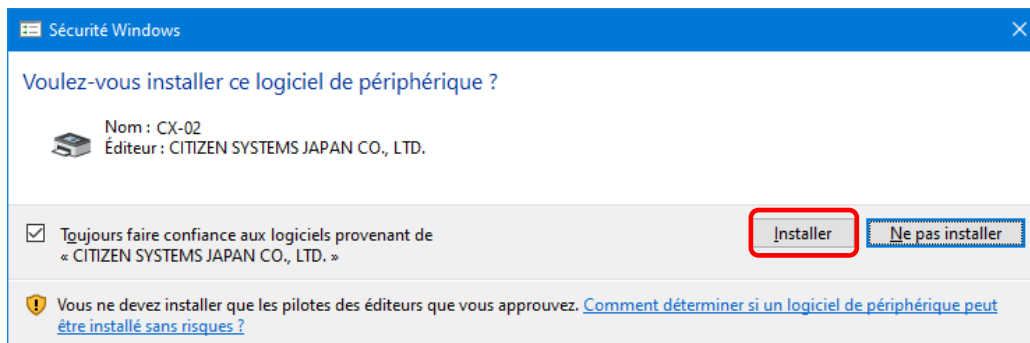 Sécurité Windows
Voulez-vous installer ce logiciel de périphérique ?
Nom : CX-02
Éditeur : CITIZEN SYSTEMS JAPAN CO., LTD.
Toujours faire confiance aux logiciels provenant de
« CITIZEN SYSTEMS JAPAN CO., LTD. »
Installer
Ne pas installer
Vous ne devez installer que les pilotes des éditeurs que vous approuvez. Comment déterminer si un logiciel de périphérique peut
être installé sans risques ?